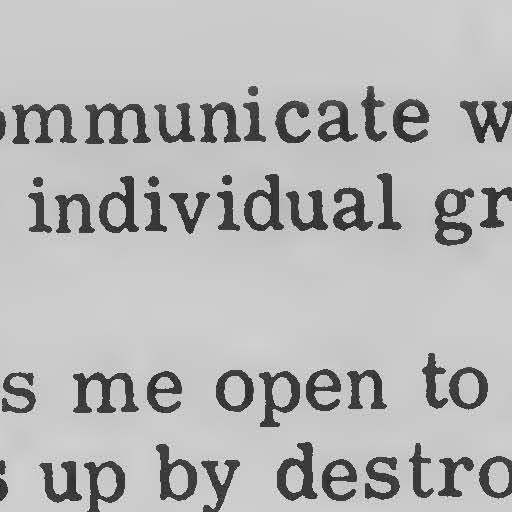 ommunicate w
individual gr
s me open to
s up by destro